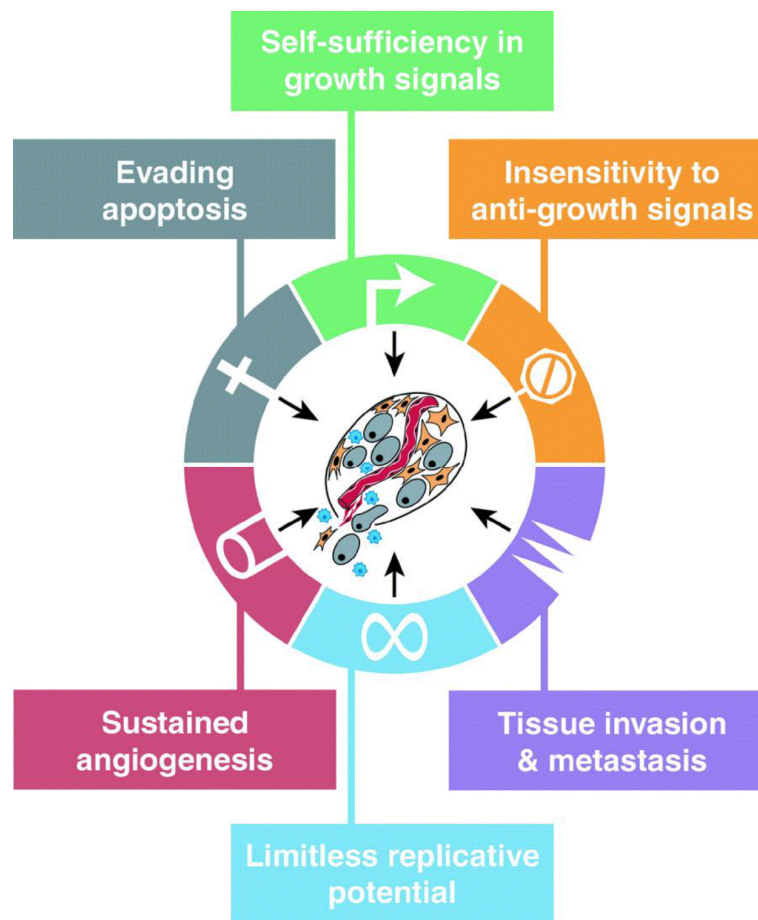 Self-sufficiency in
growth signals
Evading
apoptosis
Insensitivity to
anti-growth signals
Sustained
angiogenesis
Tissue invasion
& metastasis
Limitless replicative
potential